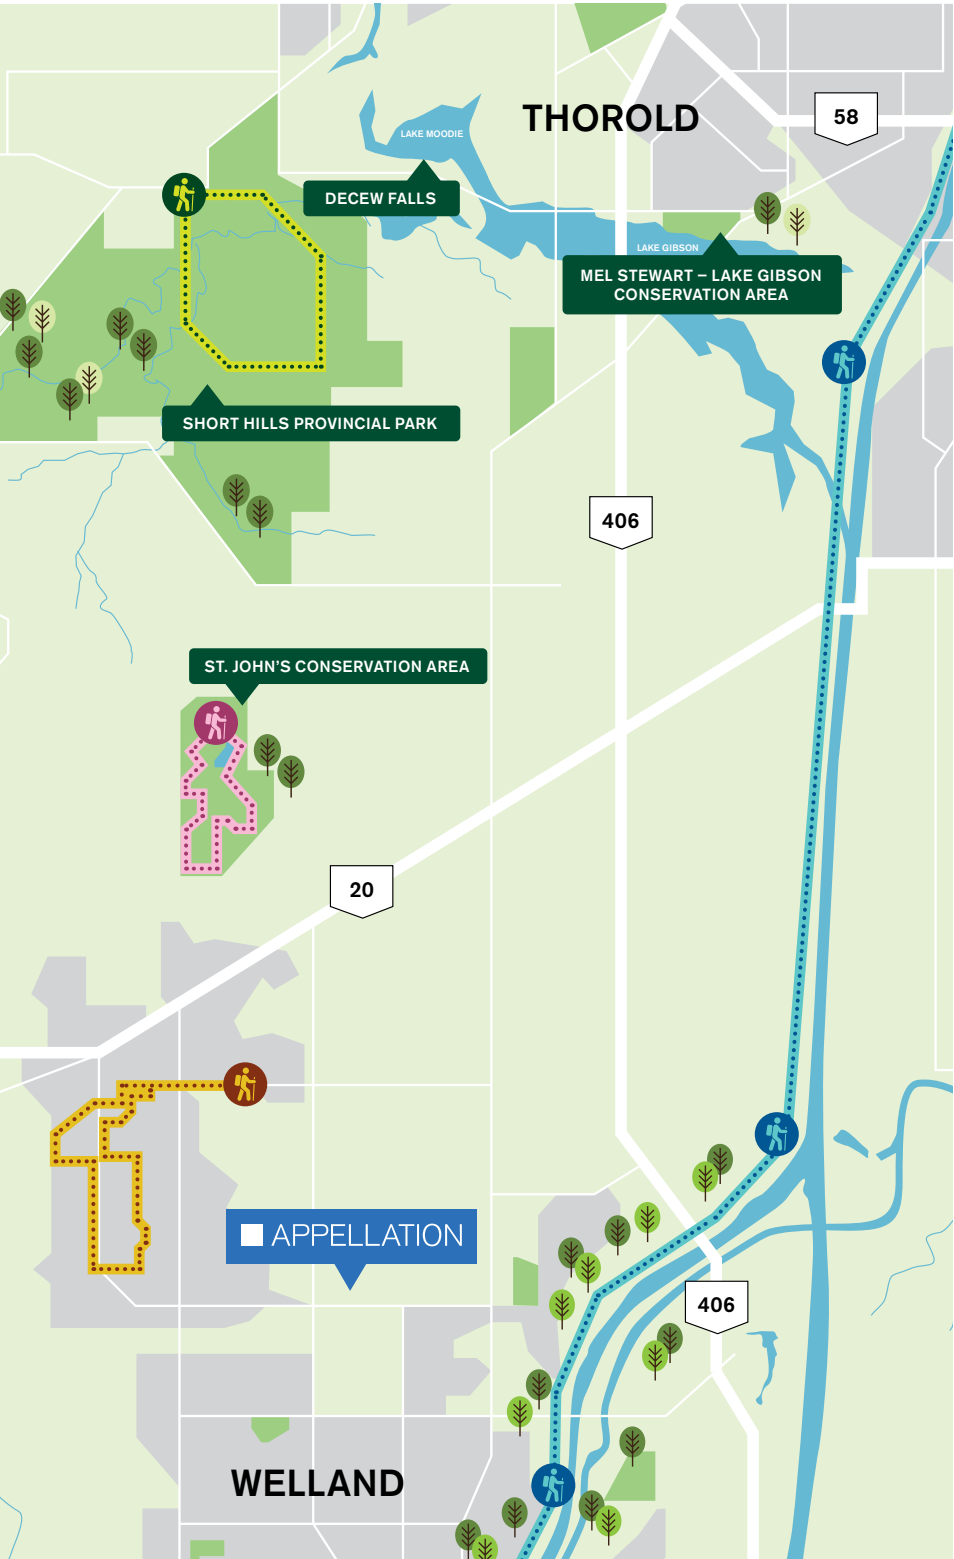 THOROLD
58
LAKE MOODIE
DECEW FALLS
LAKE GIBSON
MEL STEWART – LAKE GIBSON
CONSERVATION AREA
SHORT HILLS PROVINCIAL PARK
406
ST. JOHN'S CONSERVATION AREA
20
APPELLATION
406
WELLAND